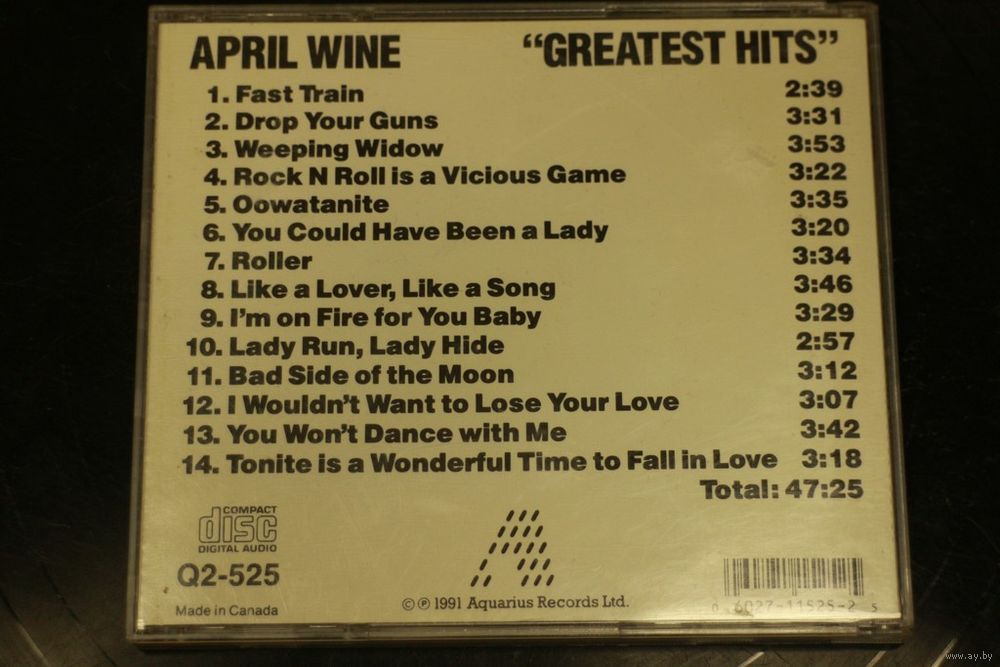 APRIL WINE "GREATEST HITS"
1. Fast Train 2:39
2. Drop Your Guns 3:31
3. Weeping Widow 3:53
4. Rock N Roll is a Vicious Game 3:22
5. Oowatanite 3:35
6. You Could Have Been a Lady 3:20
7. Roller 3:34
8. Like a Lover, Like a Song 3:46
9. I'm on Fire for You Baby 3:29
10. Lady Run, Lady Hide 2:57
11. Bad Side of the Moon 3:12
12. I Wouldn't Want to Lose Your Love 3:07
13. You Won't Dance with Me 3:42
14. Tonite is a Wonderful Time to Fall in Love 3:18
Total: 47:25
COMPACT
disc
DIGITAL AUDIO
Q2-525
Made in Canada
© ℗ 1991 Aquarius Records Ltd.
0 6027-11525-2 5
www.ay.by